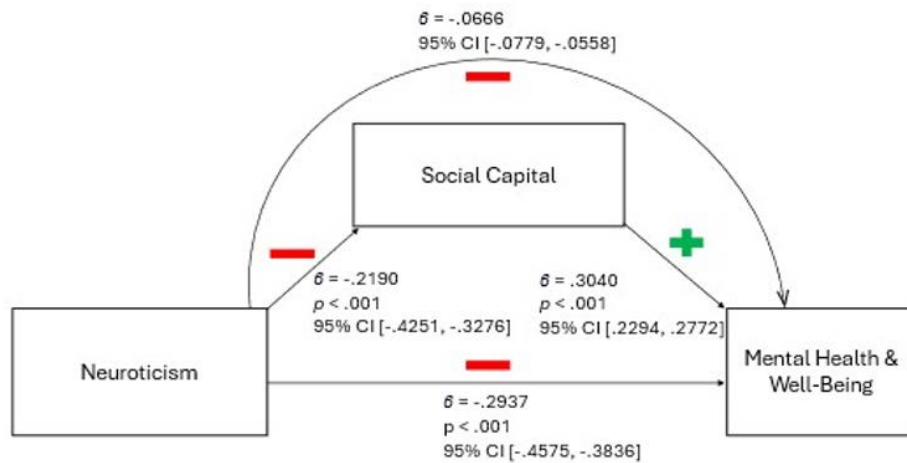 β = -.0666
95% CI [-.0779, -.0558]
Social Capital
β = -.2190
p < .001
95% CI [-.4251, -.3276]
β = .3040
p < .001
95% CI [.2294, .2772]
Neuroticism
Mental Health &
Well-Being
β = -.2937
p < .001
95% CI [-.4575, -.3836]